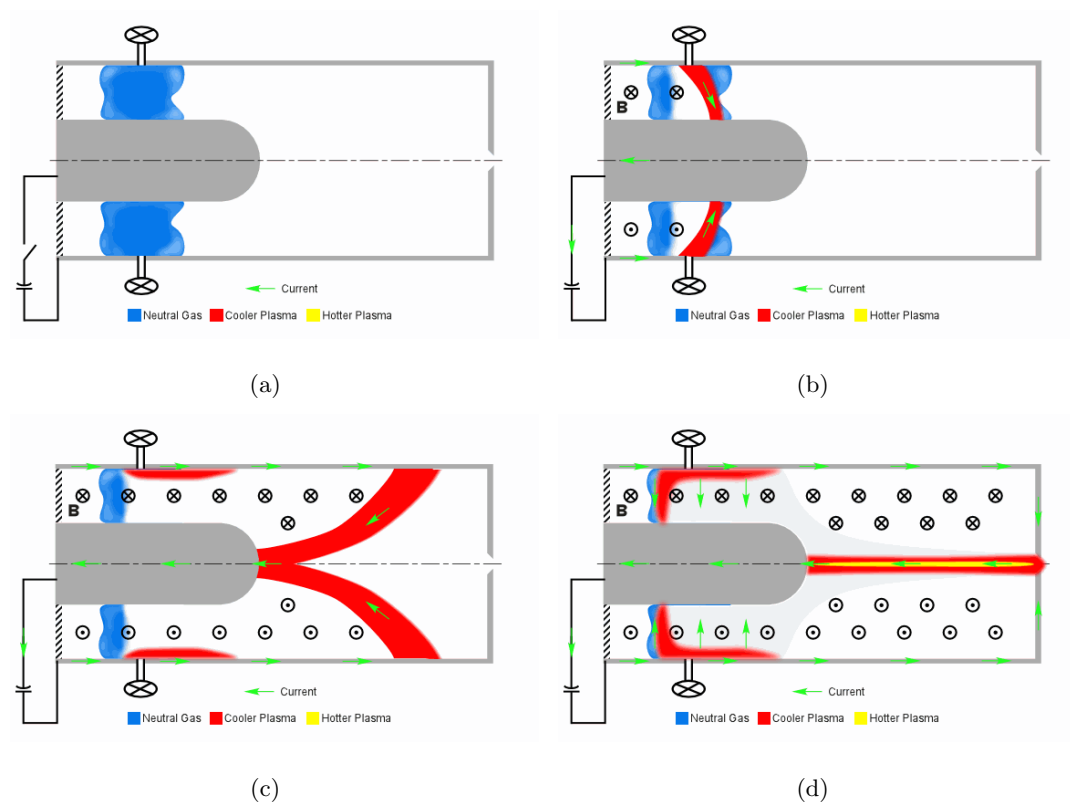 Current
Neutral Gas Cooler Plasma Hotter Plasma
(a)
B
Current
Neutral Gas Cooler Plasma Hotter Plasma
(b)
B
Current
Neutral Gas Cooler Plasma Hotter Plasma
(c)
B
Current
Neutral Gas Cooler Plasma Hotter Plasma
(d)